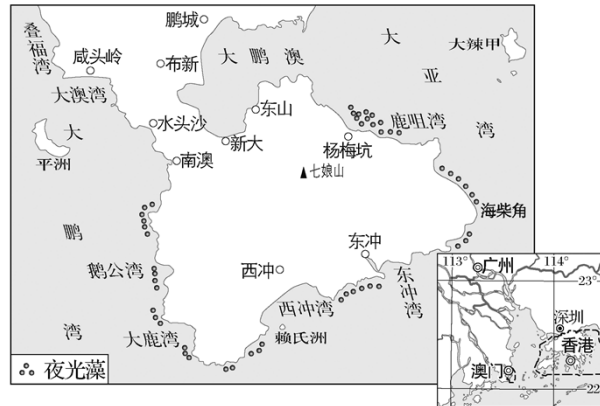 鹏城
叠福湾
咸头岭
布新
大鹏澳
大亚湾
大辣甲
大澳湾
水头沙
东山
鹿咀湾
大鹏湾
平洲
新大
杨梅坑
南澳
七娘山
海柴角
东冲
西冲
东冲湾
鹅公湾
西冲湾
大鹿湾
赖氏洲
夜光藻
113°
114°
广州
23°
深圳
香港
澳门
22